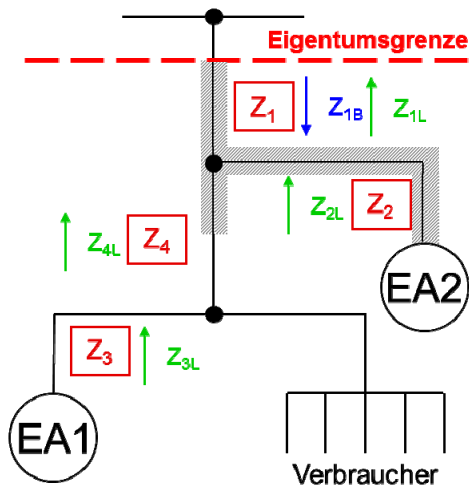 Eigentumsgrenze
Z1 Z1B Z1L
Z2L Z2
Z4L Z4
EA2
Z3 Z3L
EA1
Verbraucher